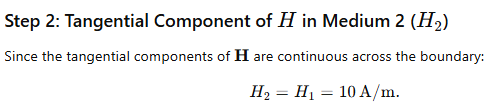 Step 2: Tangential Component of H in Medium 2 (H₂)
Since the tangential components of H are continuous across the boundary:
H₂ = H₁ = 10 A/m.